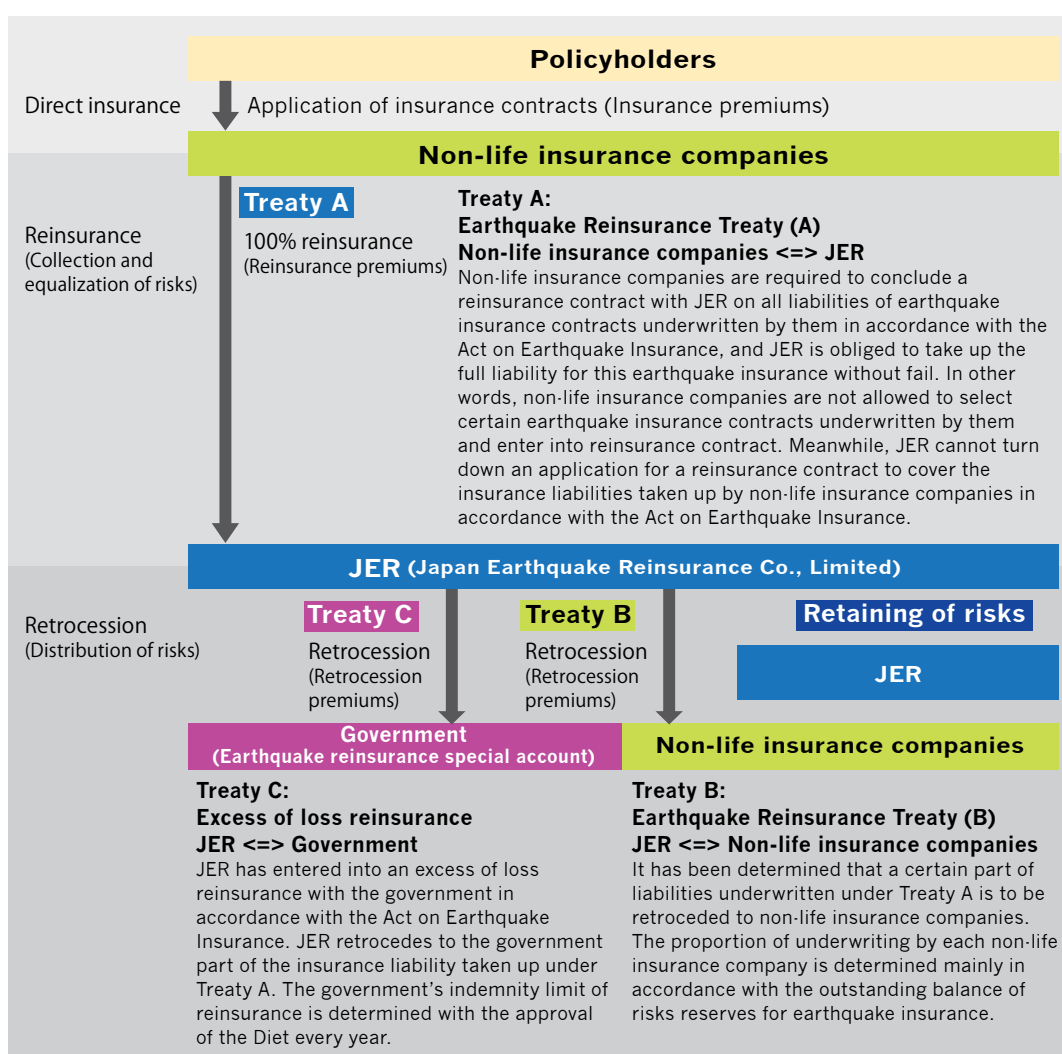 Policyholders
Direct insurance
Application of insurance contracts (Insurance premiums)
Non-life insurance companies
Reinsurance
(Collection and
equalization of risks)
Treaty A
100% reinsurance
(Reinsurance premiums)
Treaty A:
Earthquake Reinsurance Treaty (A)
Non-life insurance companies <=> JER
Non-life insurance companies are required to conclude a
reinsurance contract with JER on all liabilities of earthquake
insurance contracts underwritten by them in accordance with the
Act on Earthquake Insurance, and JER is obliged to take up the
full liability for this earthquake insurance without fail. In other
words, non-life insurance companies are not allowed to select
certain earthquake insurance contracts underwritten by them
and enter into reinsurance contract. Meanwhile, JER cannot turn
down an application for a reinsurance contract to cover the
insurance liabilities taken up by non-life insurance companies in
accordance with the Act on Earthquake Insurance.
JER (Japan Earthquake Reinsurance Co., Limited)
Retrocession
(Distribution of risks)
Treaty C
Retrocession
(Retrocession
premiums)
Treaty B
Retrocession
(Retrocession
premiums)
Retaining of risks
JER
Government
(Earthquake reinsurance special account)
Non-life insurance companies
Treaty C:
Excess of loss reinsurance
JER <=> Government
JER has entered into an excess of loss
reinsurance with the government in
accordance with the Act on Earthquake
Insurance. JER retrocedes to the government
part of the insurance liability taken up under
Treaty A. The government's indemnity limit of
reinsurance is determined with the approval
of the Diet every year.
Treaty B:
Earthquake Reinsurance Treaty (B)
JER <=> Non-life insurance companies
It has been determined that a certain part of
liabilities underwritten under Treaty A is to be
retroceded to non-life insurance companies.
The proportion of underwriting by each non-life
insurance company is determined mainly in
accordance with the outstanding balance of
risks reserves for earthquake insurance.